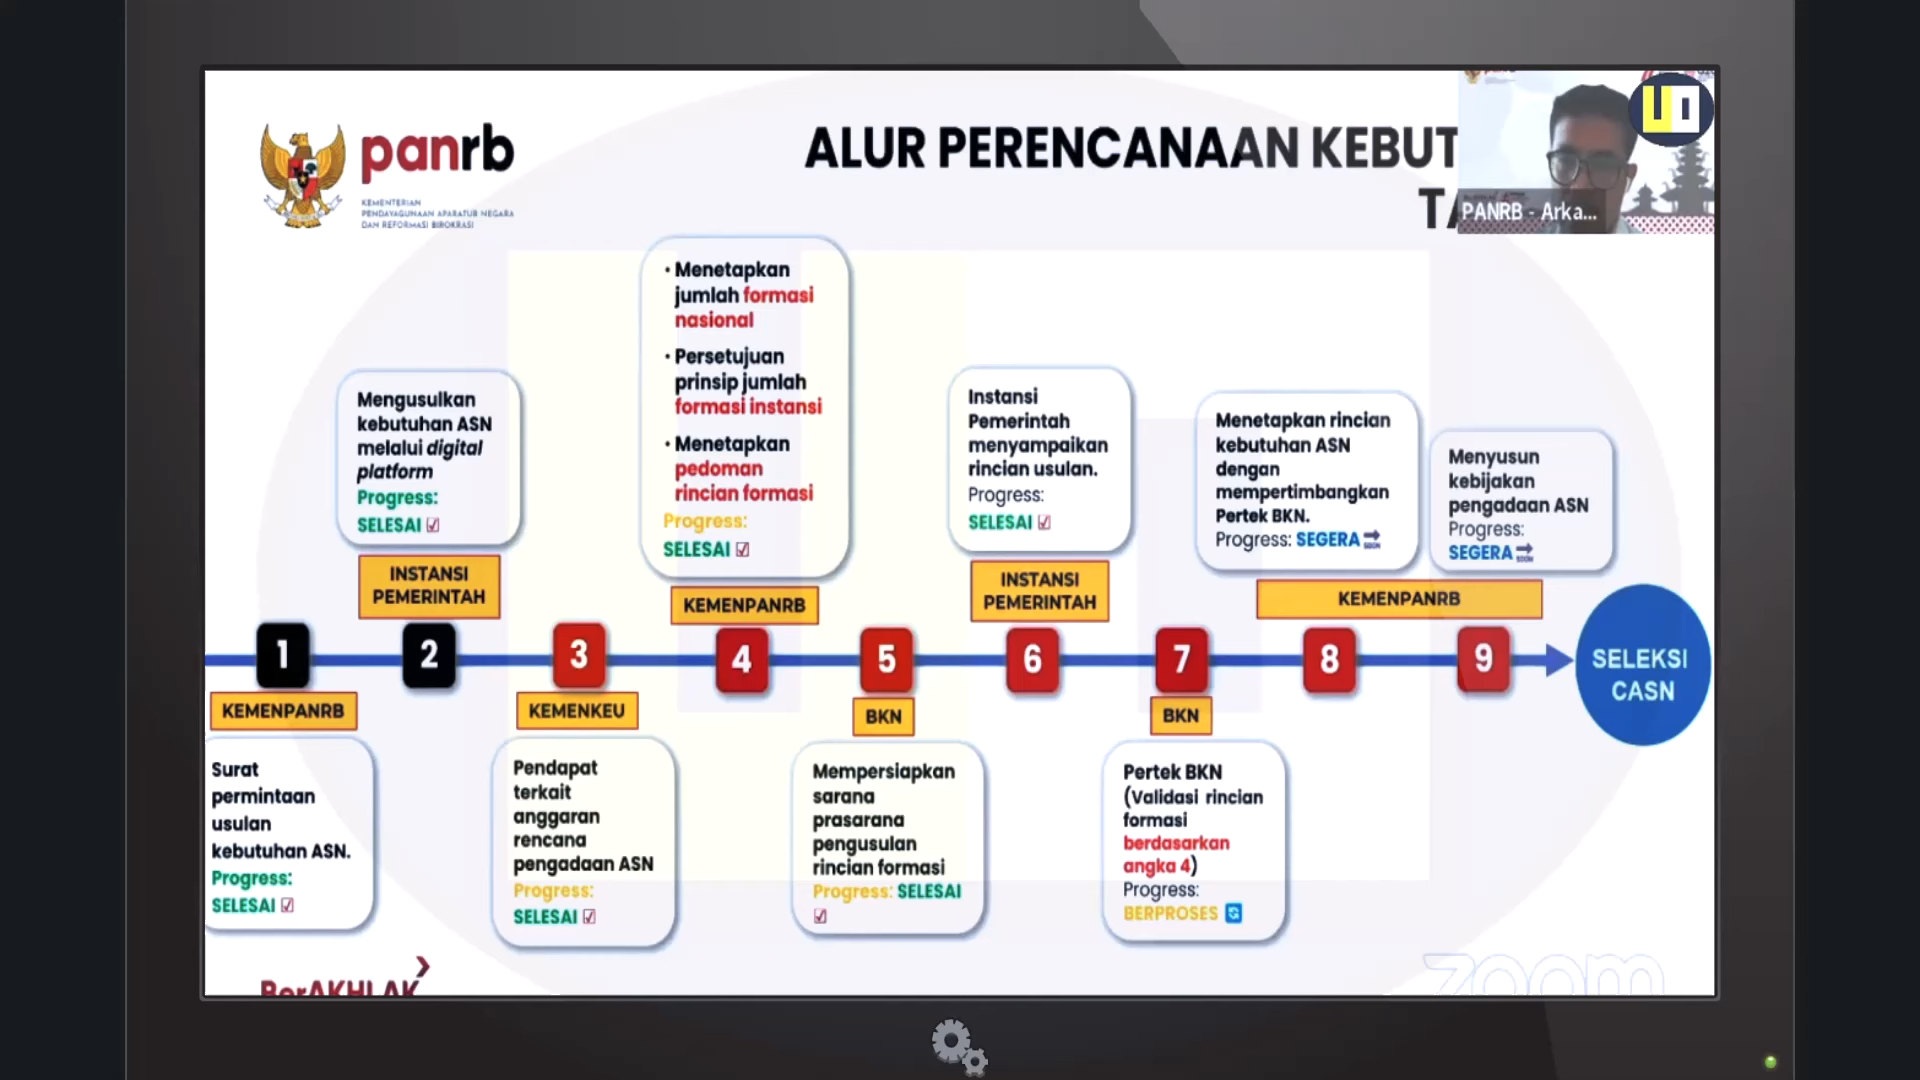 panrb
KEMENTERIAN
PENDAYAGUNAAN APARATUR NEGARA
DAN REFORMASI BIROKRASI
ALUR PERENCANAAN KEBUT
TA
PANRB - Arka...
Mengusulkan
kebutuhan ASN
melalui digital
platform
Progress:
SELESAI ☑
INSTANSI
PEMERINTAH
• Menetapkan
jumlah formasi
nasional
• Persetujuan
prinsip jumlah
formasi instansi
• Menetapkan
pedoman
rincian formasi
Progress:
SELESAI ☑
KEMENPANRB
Instansi
Pemerintah
menyampaikan
rincian usulan.
Progress:
SELESAI ☑
INSTANSI
PEMERINTAH
Menetapkan rincian
kebutuhan ASN
dengan
mempertimbangkan
Pertek BKN.
Progress: SEGERA
Menyusun
kebijakan
pengadaan ASN
Progress:
SEGERA
KEMENPANRB
1
2
3
4
5
6
7
8
9
SELEKSI
CASN
KEMENPANRB
Surat
permintaan
usulan
kebutuhan ASN.
Progress:
SELESAI ☑
KEMENKEU
Pendapat
terkait
anggaran
rencana
pengadaan ASN
Progress:
SELESAI ☑
BKN
Mempersiapkan
sarana
prasarana
pengusulan
rincian formasi
Progress: SELESAI
☑
BKN
Pertek BKN
(Validasi rincian
formasi
berdasarkan
angka 4)
Progress:
BERPROSES
BerAKHLAK
zoom